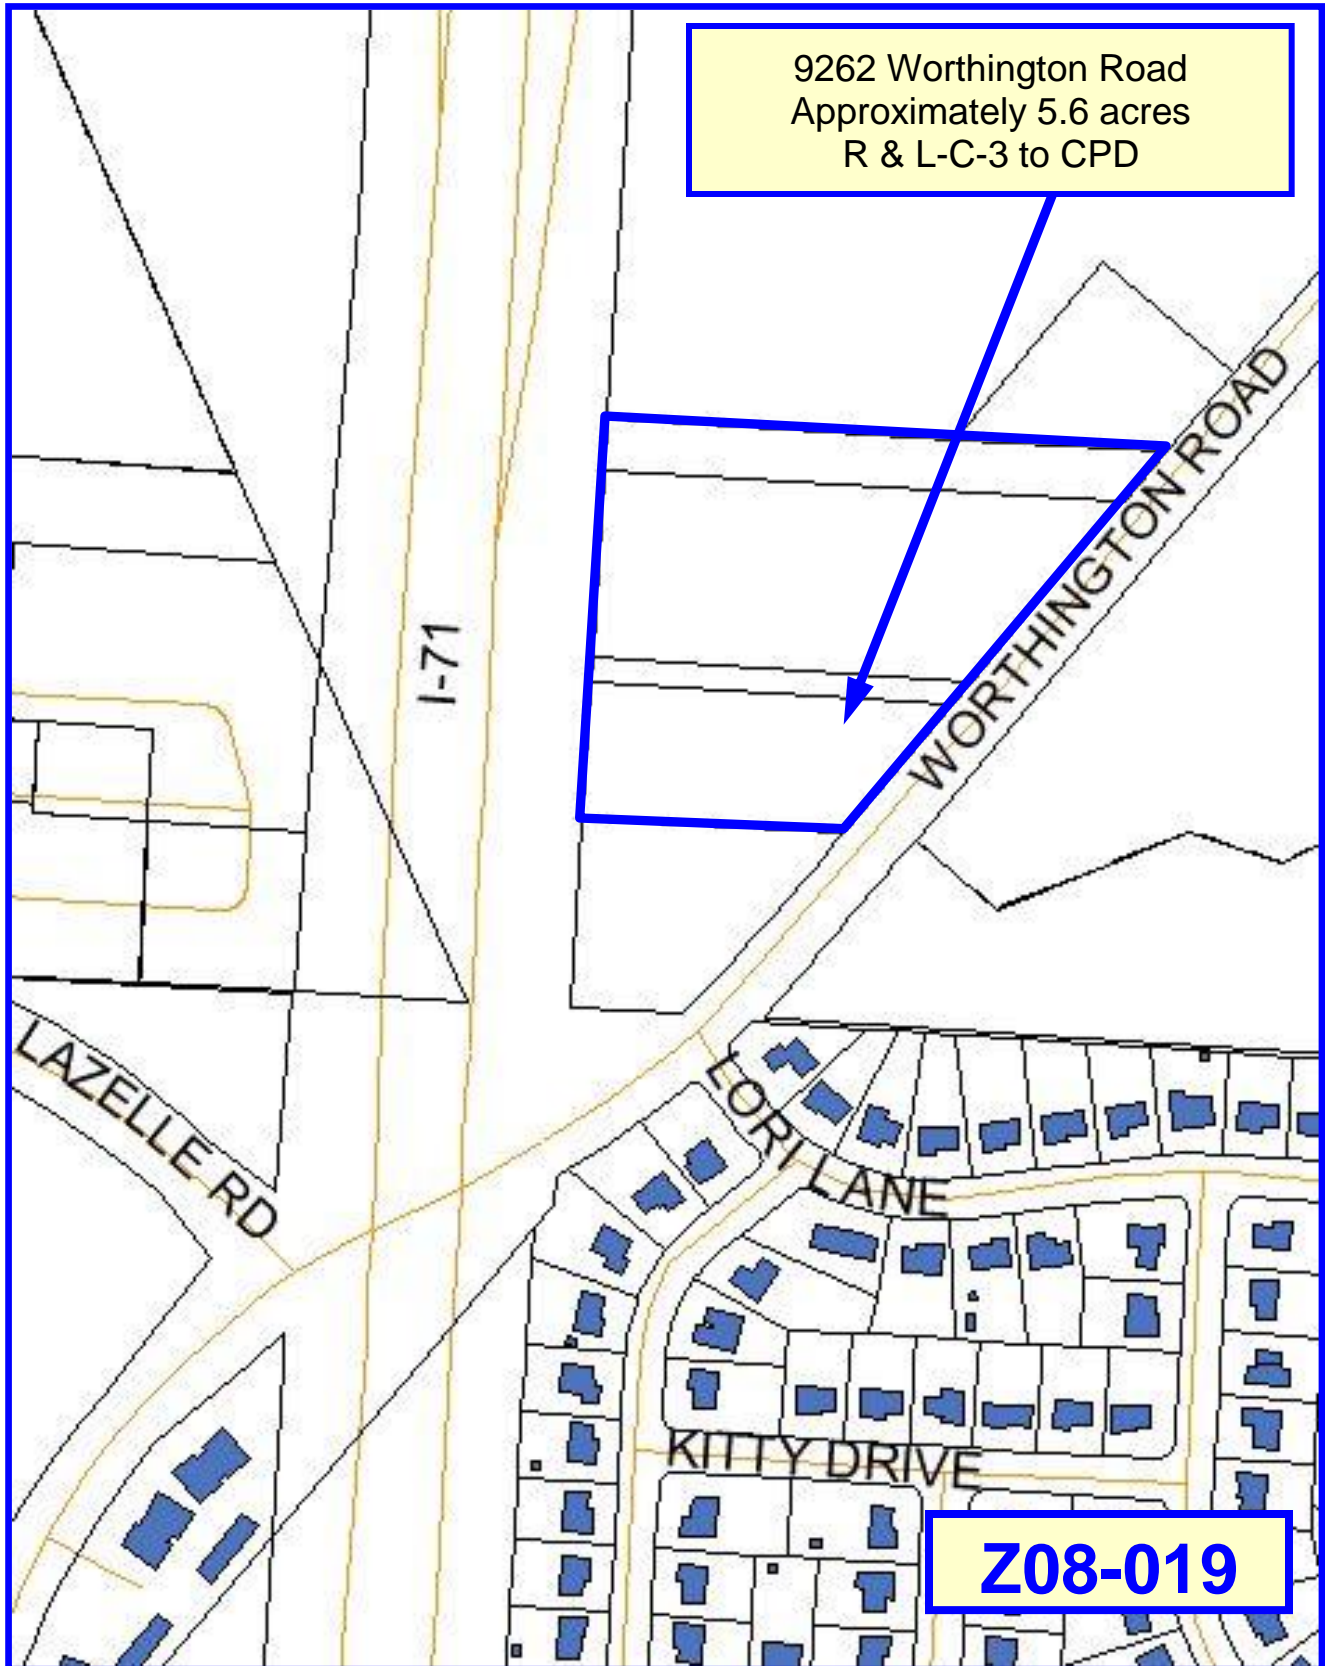 9262 Worthington Road
Approximately 5.6 acres
R & L-C-3 to CPD
WORTHINGTON ROAD
I-71
LAZELLE RD
LORI LANE
KITTY DRIVE
Z08-019